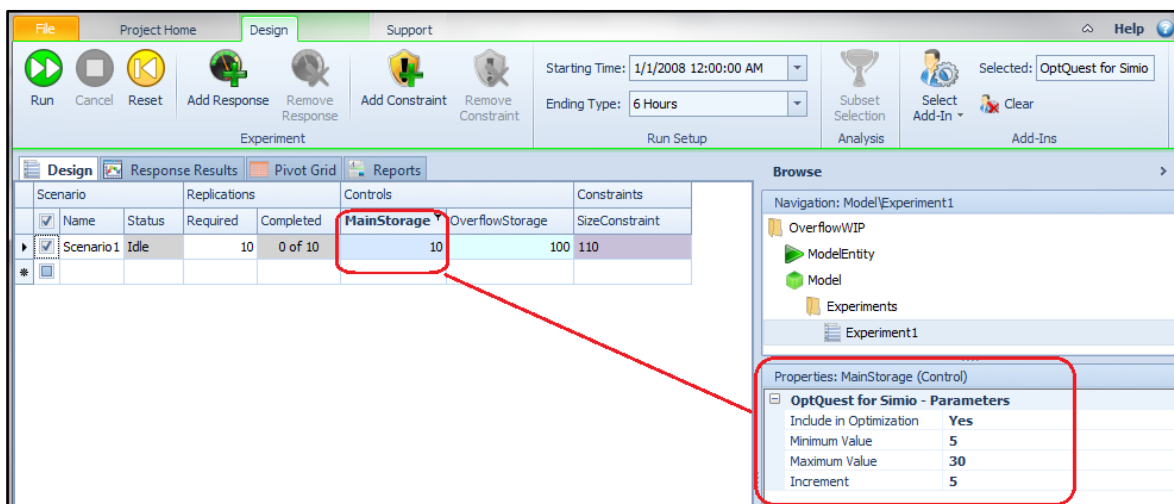 File Project Home Design Support Help
Run Cancel Reset Add Response Remove Response Add Constraint Remove Constraint
Starting Time: 1/1/2008 12:00:00 AM
Ending Type: 6 Hours
Subset Selection Select Add-In Selected: OptQuest for Simio
Clear
Experiment Run Setup Analysis Add-Ins
Design Response Results Pivot Grid Reports
Scenario Replications Controls Constraints
Name Status Required Completed MainStorage OverflowStorage SizeConstraint
Scenario1 Idle 10 0 of 10 10 100 110
Browse
Navigation: Model\Experiment1
OverflowWIP
ModelEntity
Model
Experiments
Experiment1
Properties: MainStorage (Control)
OptQuest for Simio - Parameters
Include in Optimization Yes
Minimum Value 5
Maximum Value 30
Increment 5